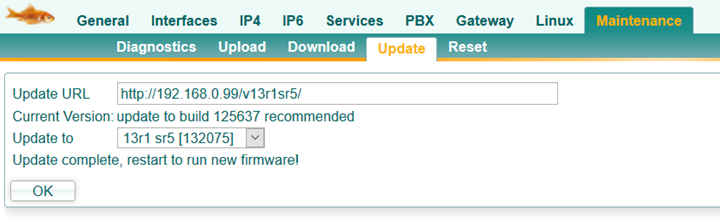 General Interfaces IP4 IP6 Services PBX Gateway Linux Maintenance
Diagnostics Upload Download Update Reset
Update URL http://192.168.0.99/v13r1sr5/
Current Version: update to build 125637 recommended
Update to 13r1 sr5 [132075]
Update complete, restart to run new firmware!
OK